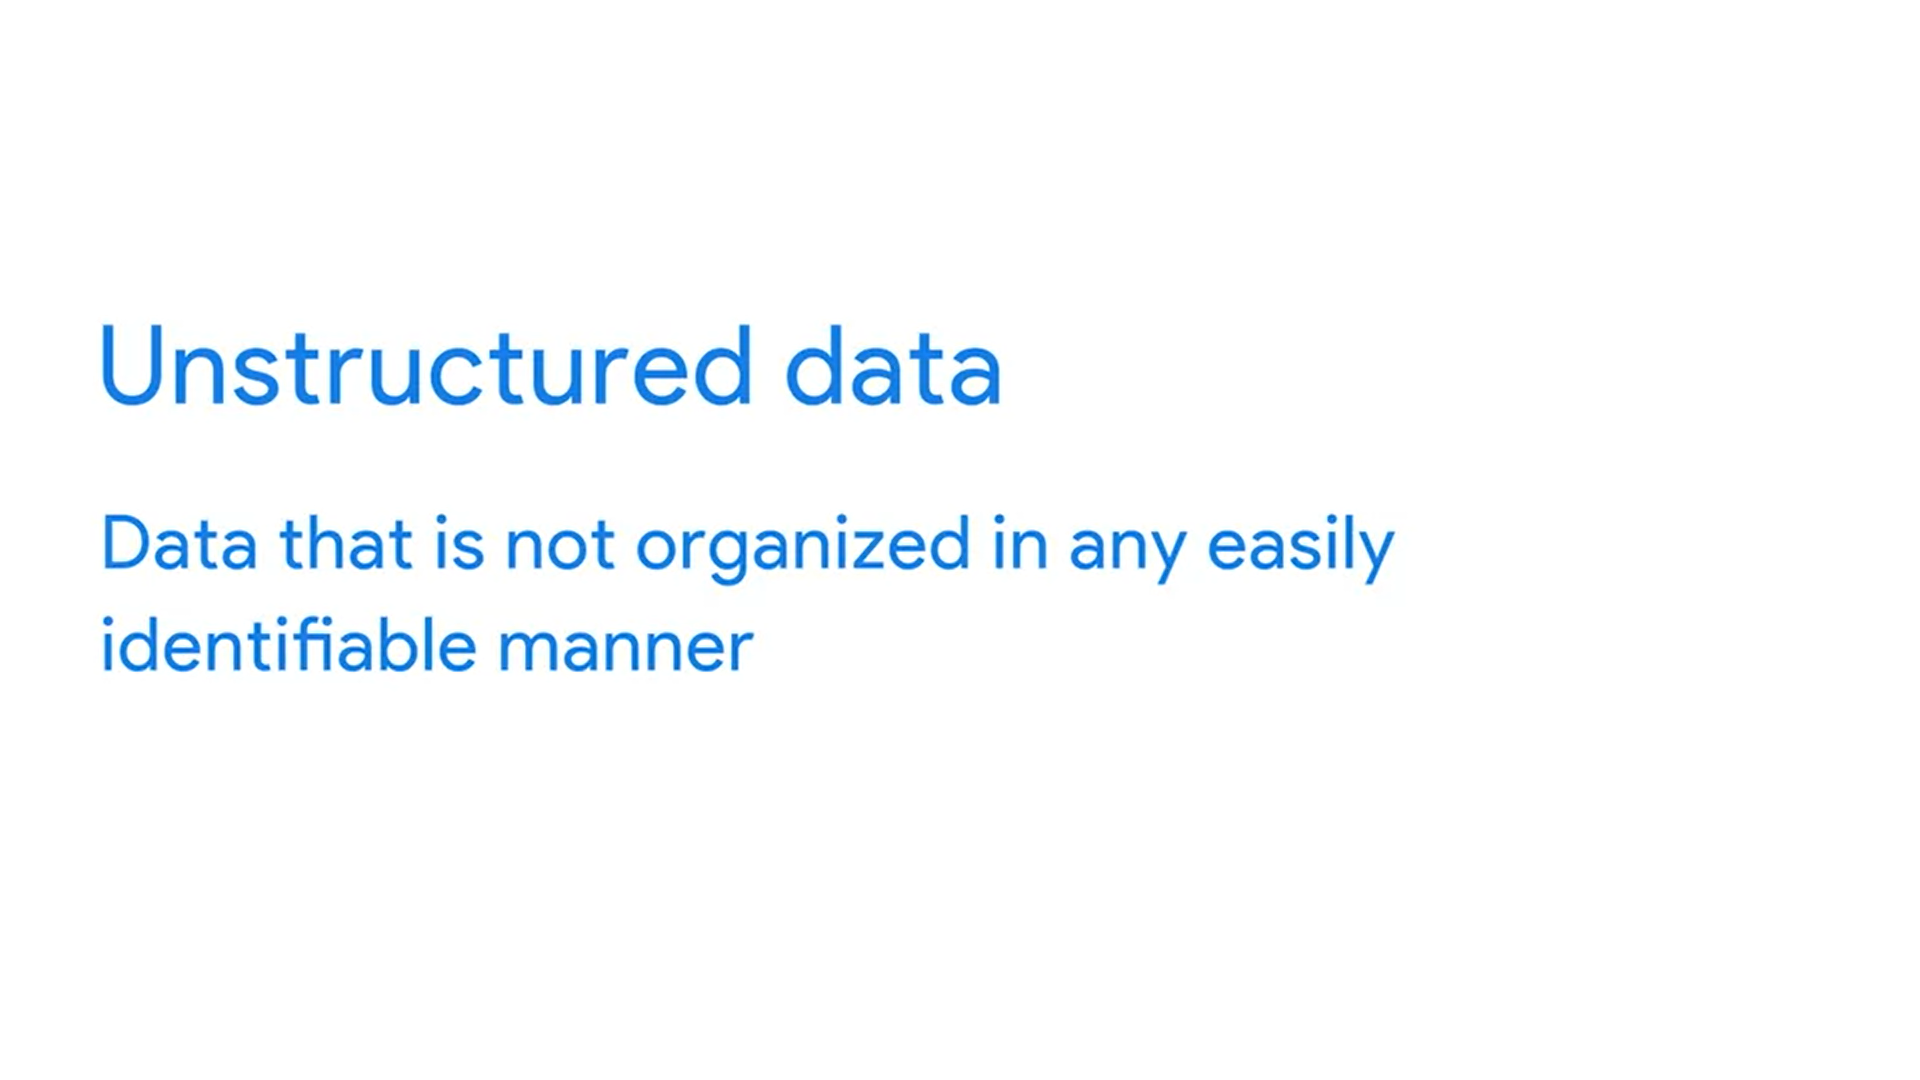 Unstructured data
Data that is not organized in any easily
identifiable manner